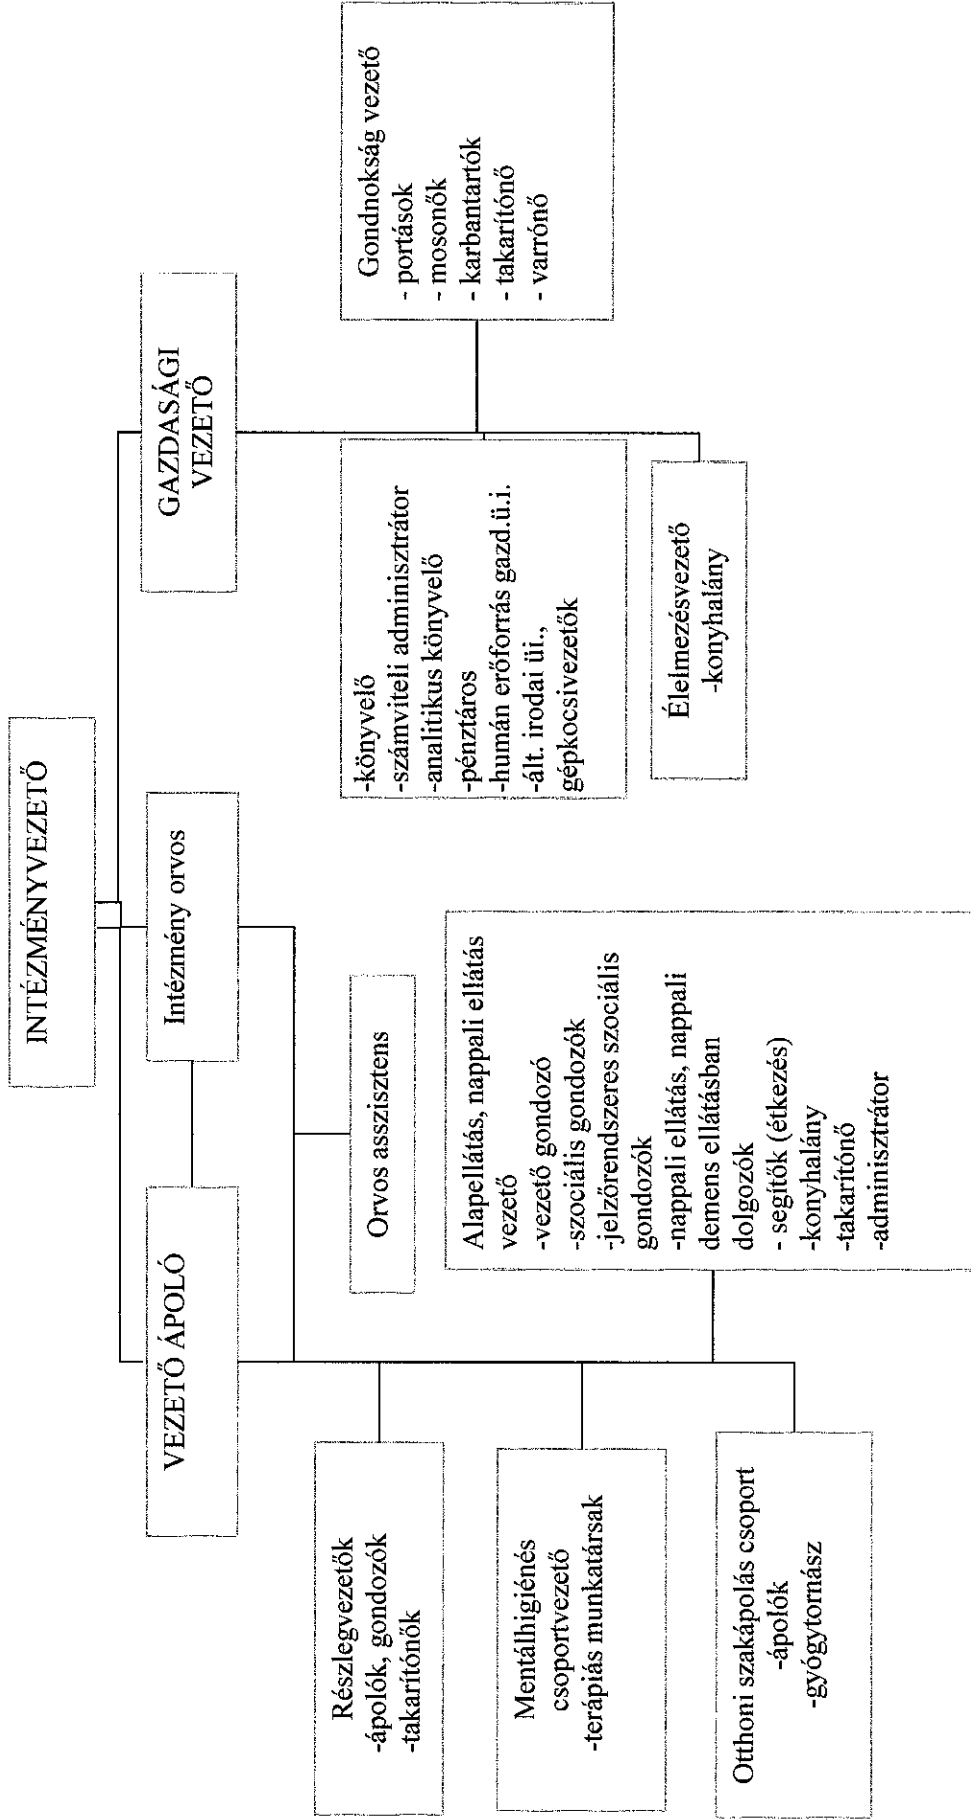 INTÉZMÉNYVEZETŐ
VEZETŐ ÁPOLÓ
Intézmény orvos
GAZDASÁGI
VEZETŐ
Részlegvezetők
-ápolók, gondozók
-takarítónők
Orvos asszisztens
Mentálhigiénés
csoportvezető
-terápiás munkatársak
Otthoni szakápolás csoport
-ápolók
-gyógytornász
Alapellátás, nappali ellátás
vezető
-vezető gondozó
-szociális gondozók
-jelzőrendszeres szociális
gondozók
-nappali ellátás, nappali
demens ellátásban
dolgozók
- segítők (étkezés)
-konyhalány
-takarítónő
-adminisztrátor
-könyvelő
-számviteli adminisztrátor
-analitikus könyvelő
-pénztáros
-humán erőforrás gazd.ü.i.
-ált. irodai üi.,
gépkocsivezetők
Élelmezésvezető
-konyhalány
Gondnokság vezető
- portások
- mosonők
- karbantartók
- takarítónő
- varrónő